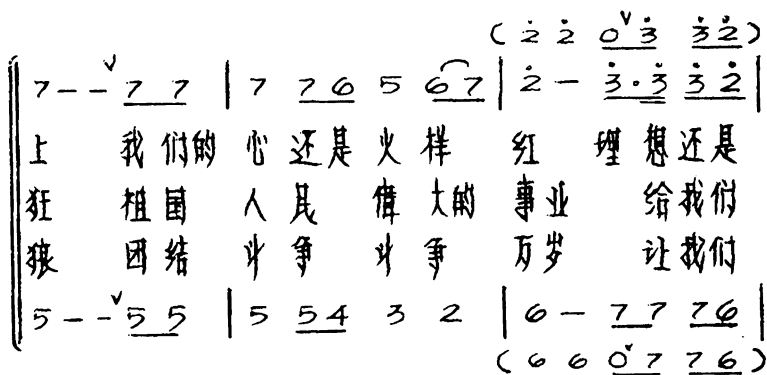 ( 2̇ 2̇ 0 ᵛ 3̇ 3̇ 2̇ )
7 - - ᵛ 7 7 | 7 7 6 5 6 7 | 2̇ - 3̇ · 3̇ 3̇ 2̇ |
上 我们的 心 还是 火 样 红 理 想还是
狂 祖国 人 民 偉 大的 事业 给我们
狼 团结 斗 争 斗 争 万岁 让我们
5 - - ᵛ 5 5 | 5 5 4 3 2 | 6 - 7 7 7 6 |
( 6 6 0 ᵛ 7 7 6 )